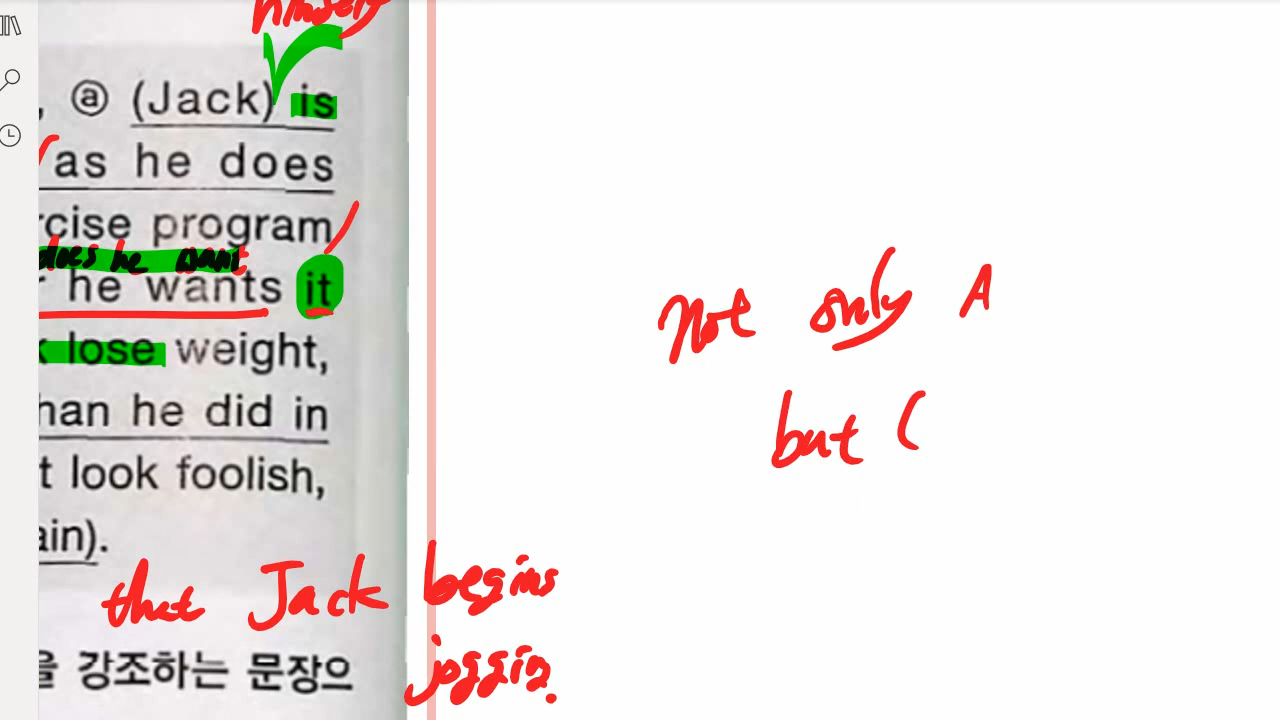 himself
, ⓐ (Jack) is
as he does
rcise program
does he want
r he wants it
k lose weight,
han he did in
t look foolish,
ain).
that Jack begins
joggin.
을 강조하는 문장으
Not only A
but (